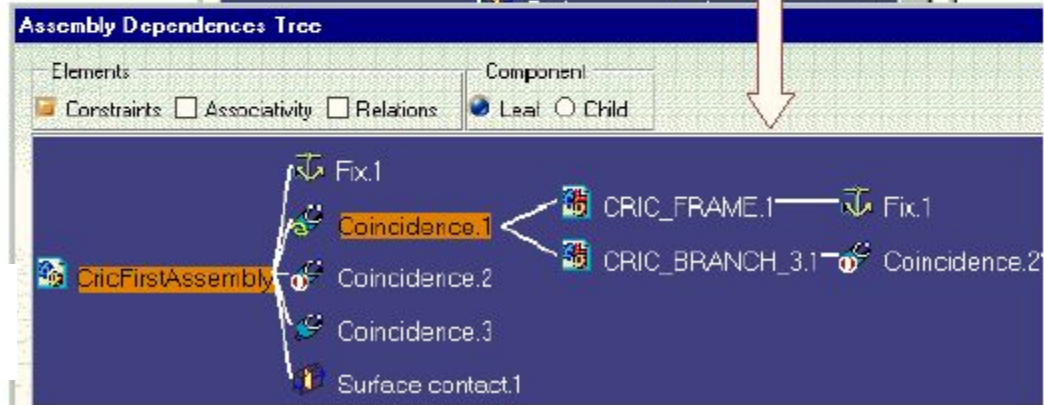 Assembly Dependences Tree
Elements
Component
Constraints Associativity Relations
Leaf Child
Fix.1
Coincidence.1
CRIC_FRAME.1
Fix.1
CRIC_BRANCH_3.1
Coincidence.2
CricFirstAssembly
Coincidence.2
Coincidence.3
Surface contact.1